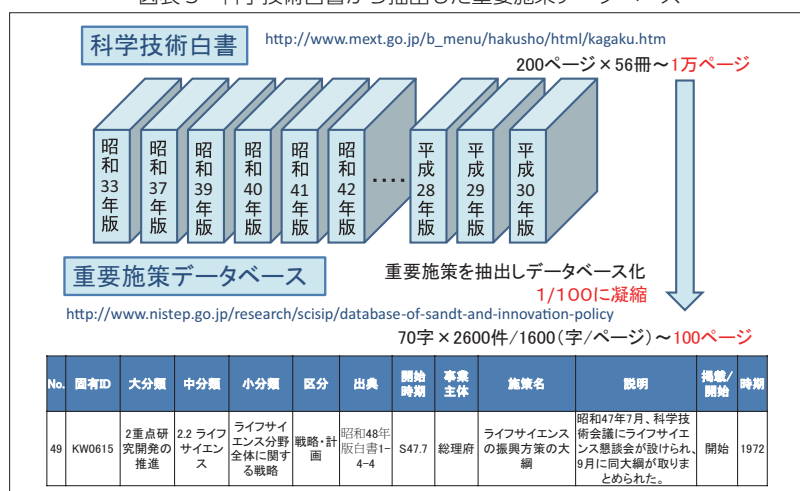 科学技術白書
http://www.mext.go.jp/b_menu/hakusho/html/kagaku.htm
200ページ×56冊～1万ページ
昭和33年版
昭和37年版
昭和39年版
昭和40年版
昭和41年版
昭和42年版
‥‥
平成28年版
平成29年版
平成30年版
重要施策データベース
重要施策を抽出しデータベース化
1/100に凝縮
http://www.nistep.go.jp/research/scisip/database-of-sandt-and-innovation-policy
70字×2600件/1600(字/ページ)～100ページ
No. 固有ID 大分類 中分類 小分類 区分 出典 開始時期 事業主体 施策名 説明 掲載/開始 時期
49 KW0615 2重点研究開発の推進 2.2 ライフサイエンス ライフサイエンス分野全体に関する戦略 戦略・計画 昭和48年版白書1-4-4 S47.7 総理府 ライフサイエンスの振興方策の大綱 昭和47年7月、科学技術会議にライフサイエンス懇談会が設けられ、9月に同大綱が取りまとめられた。 開始 1972